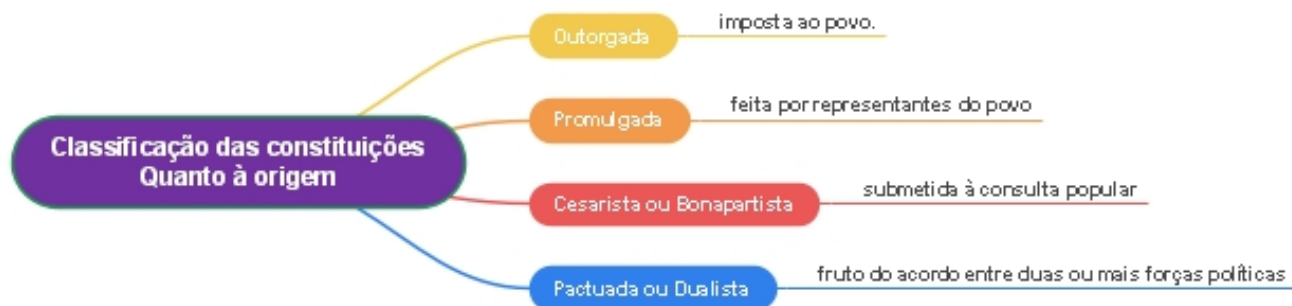 Classificação das constituições
Quanto à origem
Outorgada
imposta ao povo.
Promulgada
feita por representantes do povo
Cesarista ou Bonapartista
submetida à consulta popular
Pactuada ou Dualista
fruto do acordo entre duas ou mais forças políticas